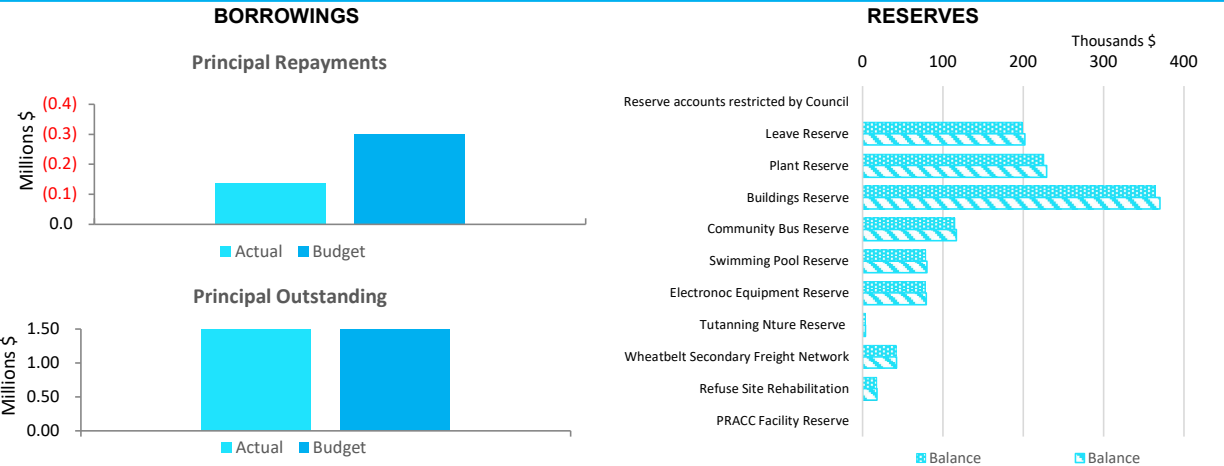 BORROWINGS
Principal Repayments
Millions $
(0.4)
(0.3)
(0.2)
(0.1)
0.0
Actual Budget
Principal Outstanding
Millions $
1.50
1.00
0.50
0.00
Actual Budget
RESERVES
Thousands $
0 100 200 300 400
Reserve accounts restricted by Council
Leave Reserve
Plant Reserve
Buildings Reserve
Community Bus Reserve
Swimming Pool Reserve
Electronoc Equipment Reserve
Tutanning Nture Reserve
Wheatbelt Secondary Freight Network
Refuse Site Rehabilitation
PRACC Facility Reserve
Balance Balance